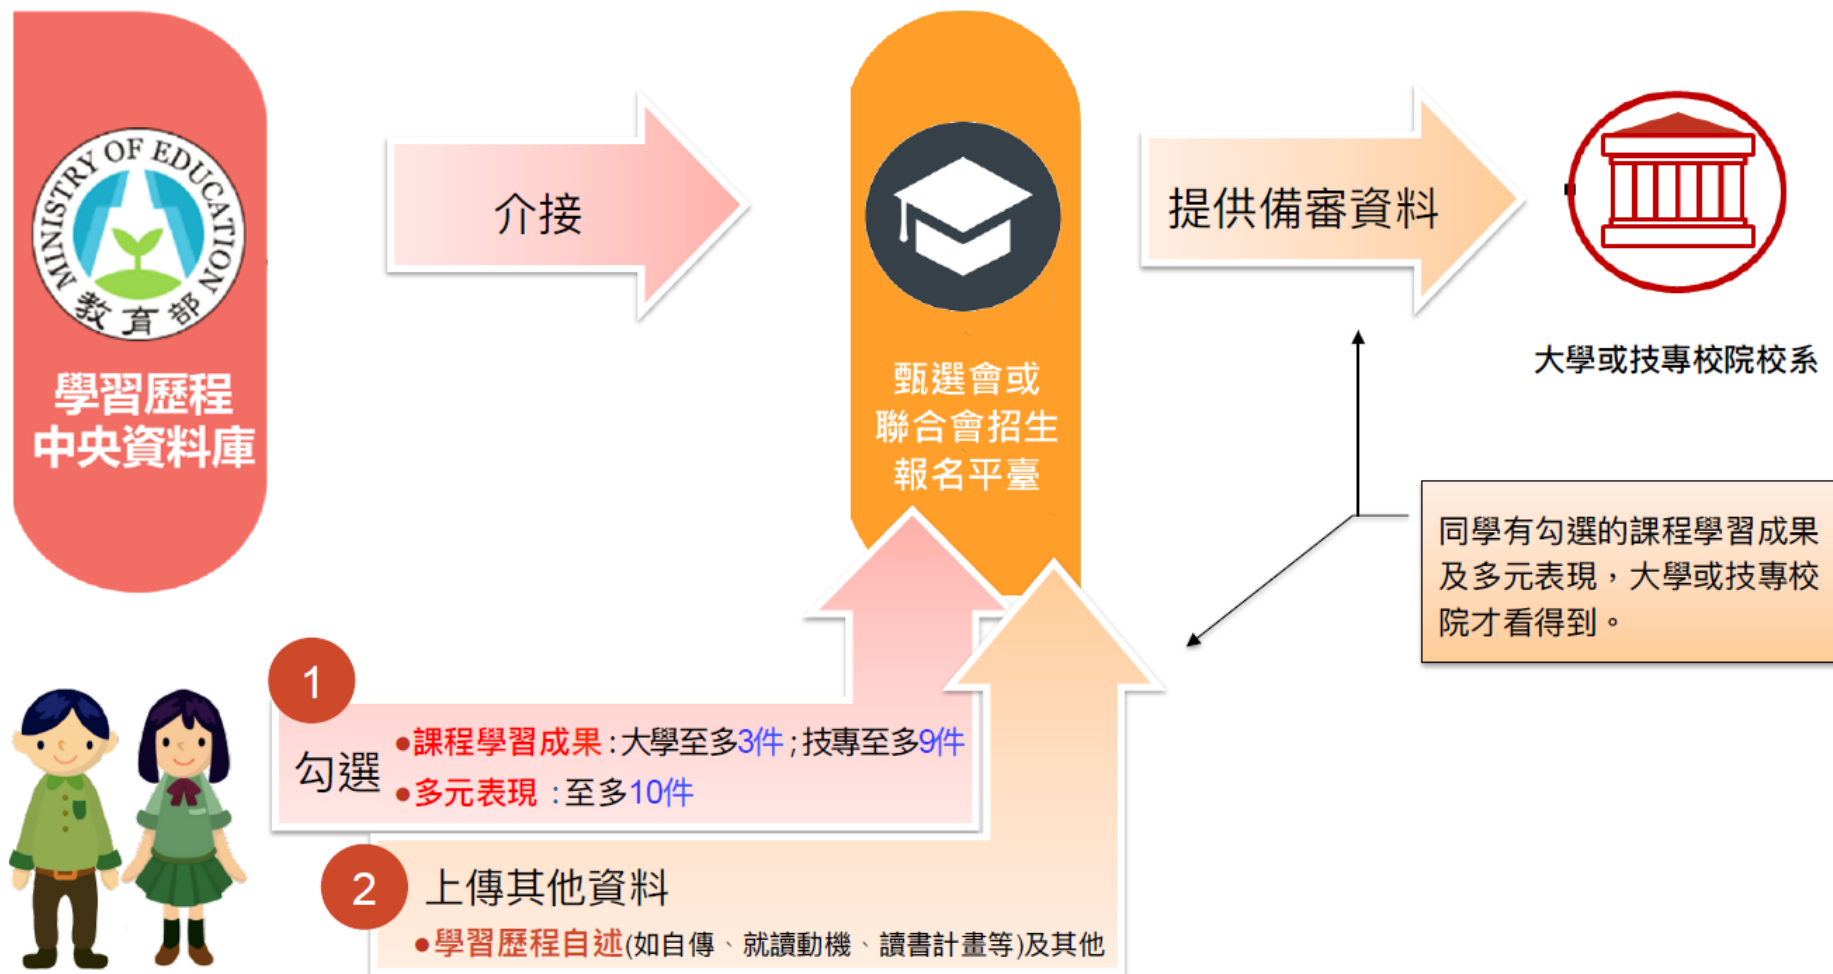 MINISTRY OF EDUCATION
教育部
學習歷程
中央資料庫
介接
甄選會或
聯合會招生
報名平臺
提供備審資料
大學或技專校院校系
同學有勾選的課程學習成果
及多元表現，大學或技專校
院才看得到。
1
勾選
●課程學習成果：大學至多3件；技專至多9件
●多元表現：至多10件
2
上傳其他資料
●學習歷程自述(如自傳、就讀動機、讀書計畫等)及其他